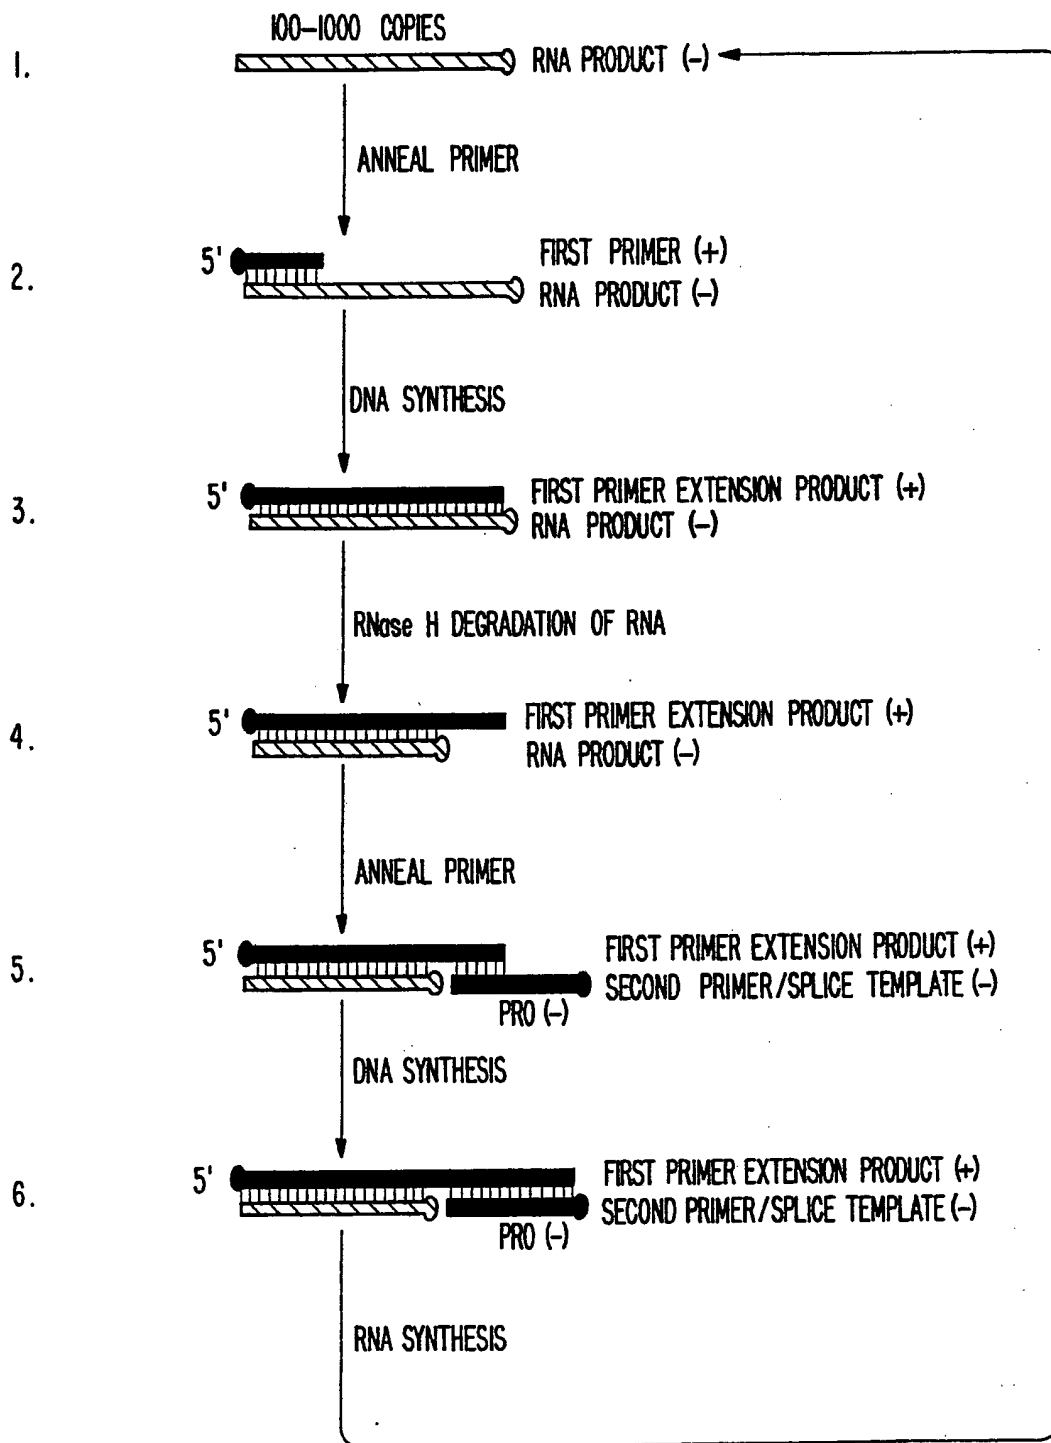 100-1000 COPIES
1.
RNA PRODUCT (-)
ANNEAL PRIMER
2.
5'
FIRST PRIMER (+)
RNA PRODUCT (-)
DNA SYNTHESIS
3.
5'
FIRST PRIMER EXTENSION PRODUCT (+)
RNA PRODUCT (-)
RNase H DEGRADATION OF RNA
4.
5'
FIRST PRIMER EXTENSION PRODUCT (+)
RNA PRODUCT (-)
ANNEAL PRIMER
5.
5'
FIRST PRIMER EXTENSION PRODUCT (+)
SECOND PRIMER/SPLICE TEMPLATE (-)
PRO (-)
DNA SYNTHESIS
6.
5'
FIRST PRIMER EXTENSION PRODUCT (+)
SECOND PRIMER/SPLICE TEMPLATE (-)
PRO (-)
RNA SYNTHESIS